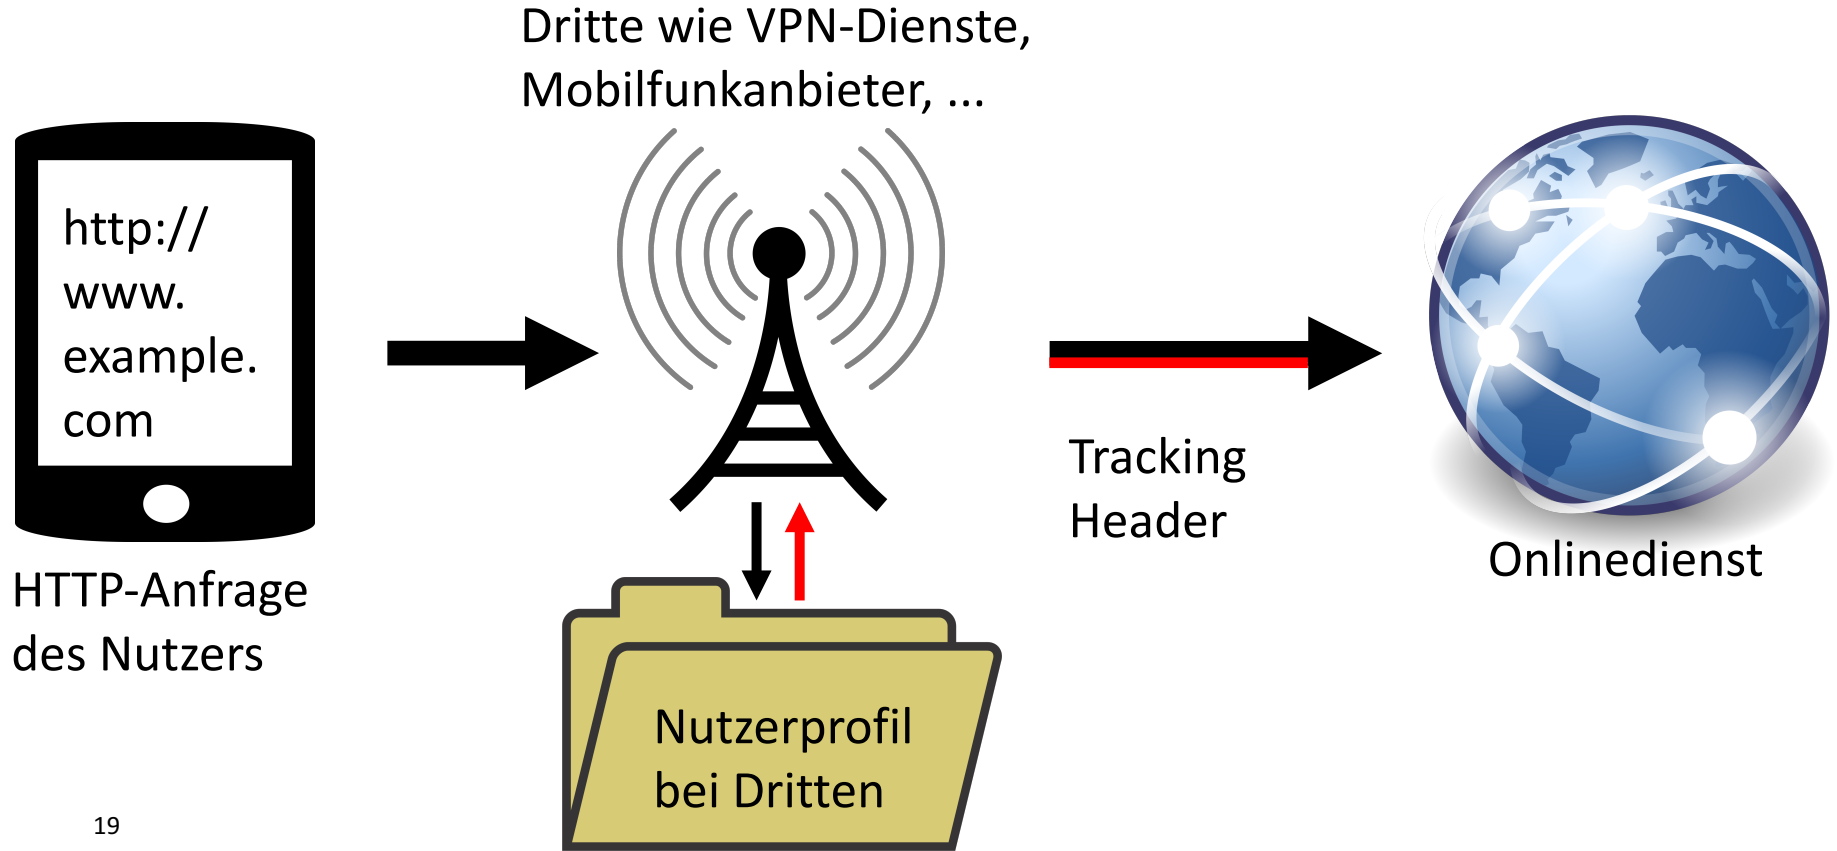 Dritte wie VPN-Dienste,
Mobilfunkanbieter, ...
http://
www.
example.
com
HTTP-Anfrage
des Nutzers
Tracking
Header
Onlinedienst
Nutzerprofil
bei Dritten
19